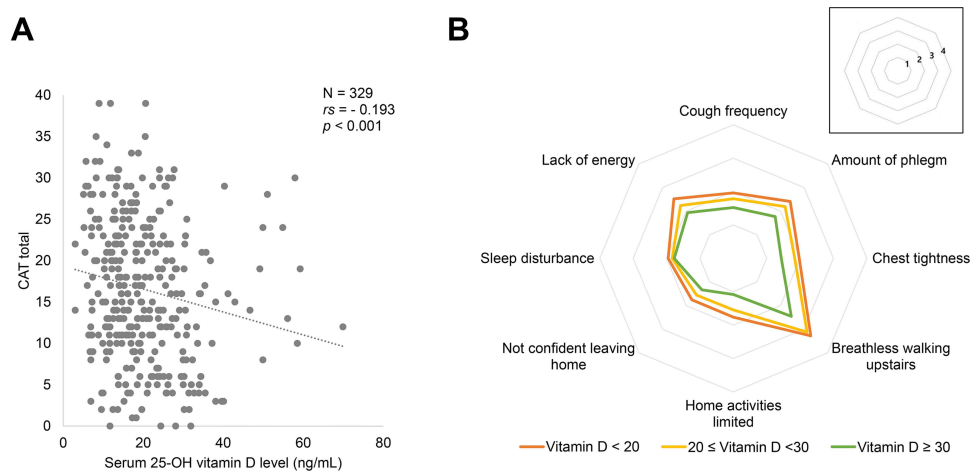 A
N = 329
rs = - 0.193
p < 0.001
CAT total
40
35
30
25
20
15
10
5
0
0 20 40 60 80
Serum 25-OH vitamin D level (ng/mL)
B
1 2 3 4
Cough frequency
Amount of phlegm
Chest tightness
Breathless walking
upstairs
Home activities
limited
Not confident leaving
home
Sleep disturbance
Lack of energy
Vitamin D < 20
20 ≤ Vitamin D <30
Vitamin D ≥ 30